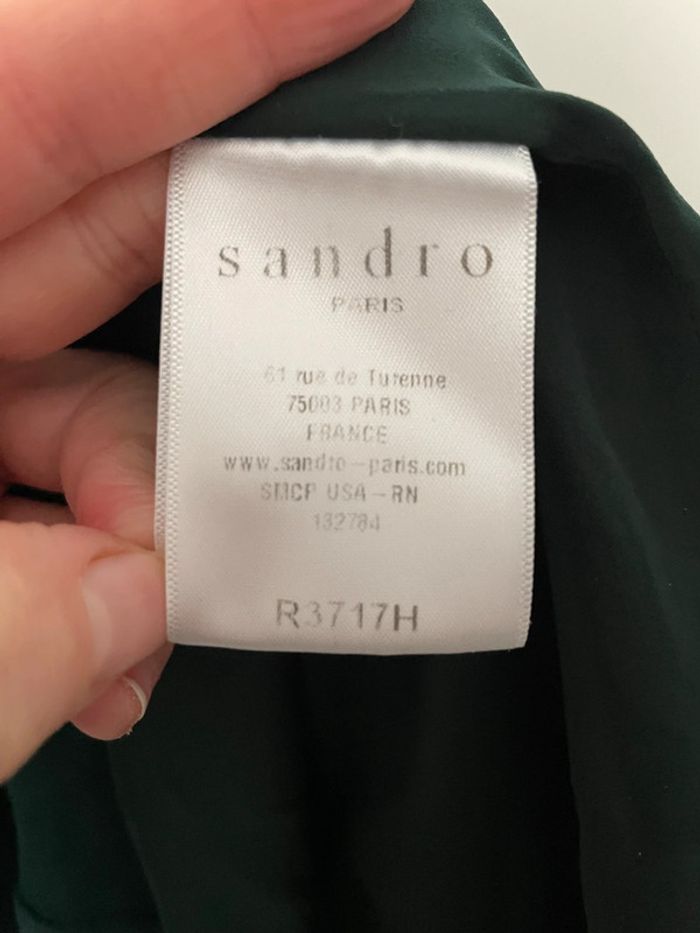 sandro
PARIS
61 rue de Turenne
75003 PARIS
FRANCE
www.sandro-paris.com
SMCP USA-RN
132784
R3717H